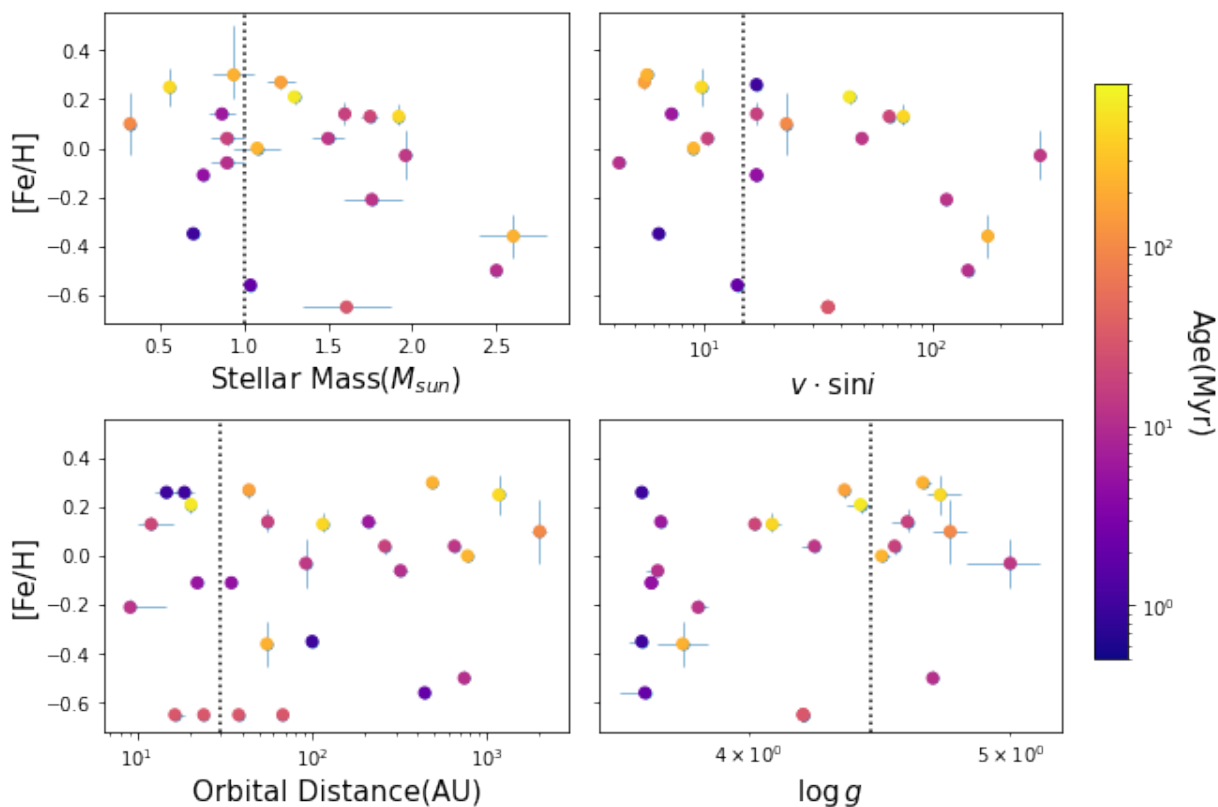 0.4
0.2
0.0
−0.2
−0.4
−0.6
[Fe/H]
0.5 1.0 1.5 2.0 2.5
Stellar Mass(M_{sun})
10^1 10^2
v · sini
0.4
0.2
0.0
−0.2
−0.4
−0.6
[Fe/H]
10^1 10^2 10^3
Orbital Distance(AU)
4 × 10^0 5 × 10^0
log g
10^2
10^1
10^0
Age(Myr)